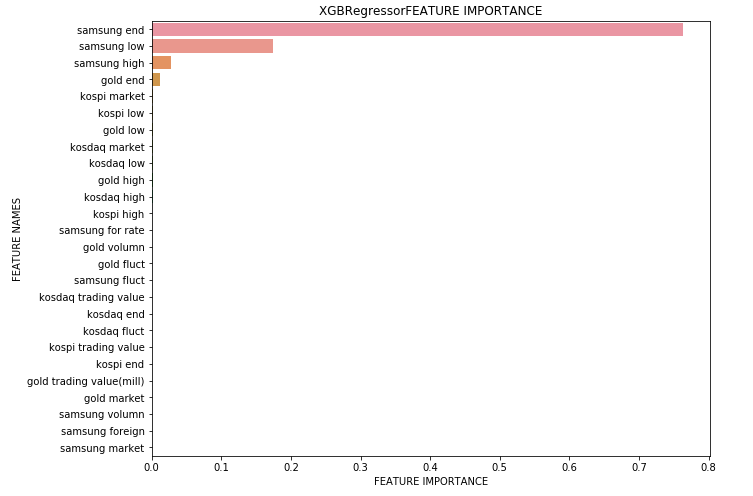 XGBRegressorFEATURE IMPORTANCE
samsung end
samsung low
samsung high
gold end
kospi market
kospi low
gold low
kosdaq market
kosdaq low
gold high
kosdaq high
kospi high
samsung for rate
gold volumn
gold fluct
samsung fluct
kosdaq trading value
kosdaq end
kosdaq fluct
kospi trading value
kospi end
gold trading value(mill)
gold market
samsung volumn
samsung foreign
samsung market
FEATURE NAMES
0.0 0.1 0.2 0.3 0.4 0.5 0.6 0.7 0.8
FEATURE IMPORTANCE